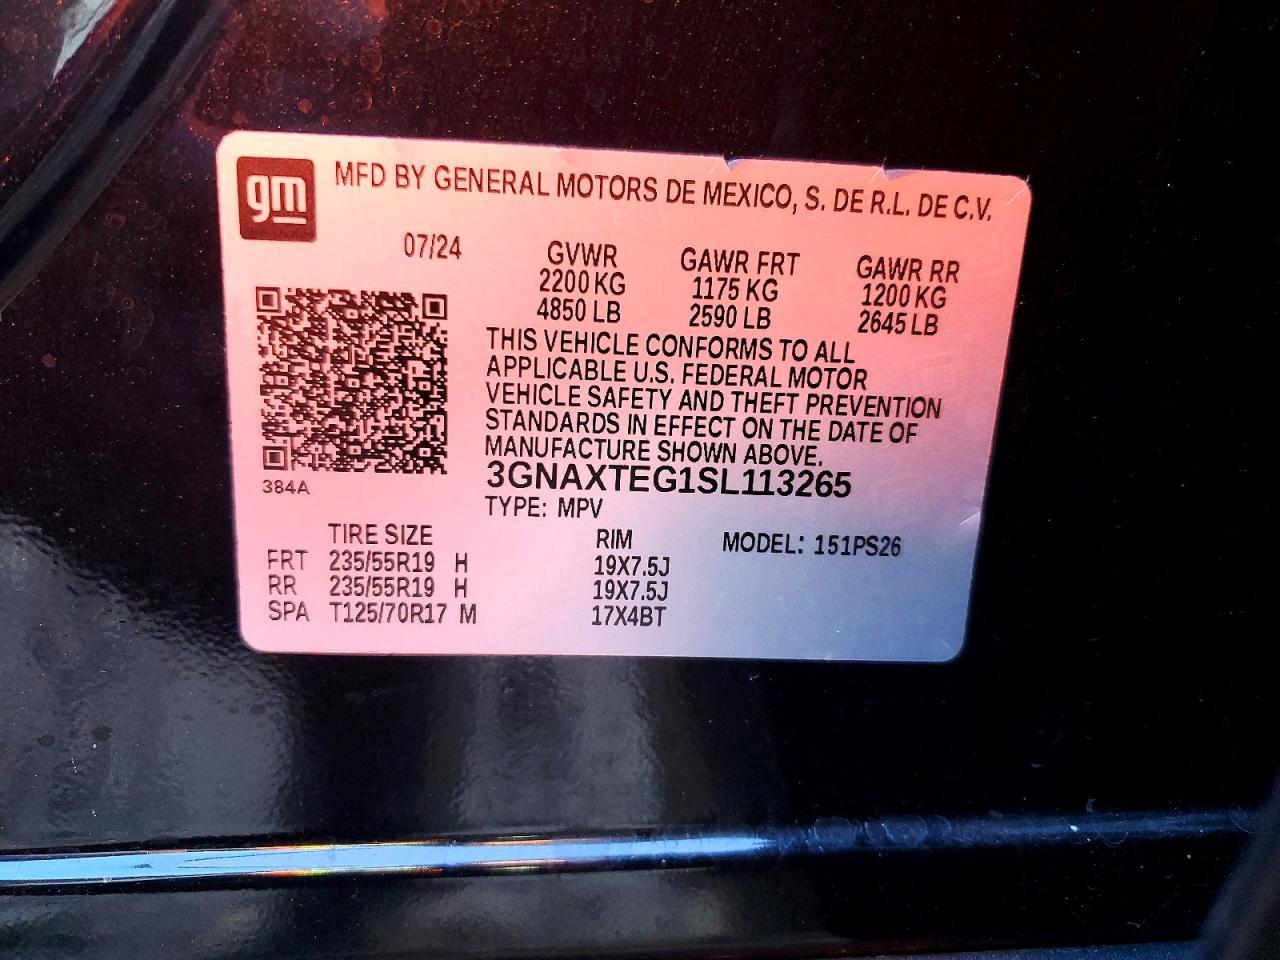 gm
MFD BY GENERAL MOTORS DE MEXICO, S. DE R.L. DE C.V.
07/24 GVWR GAWR FRT GAWR RR
2200 KG 1175 KG 1200 KG
4850 LB 2590 LB 2645 LB
THIS VEHICLE CONFORMS TO ALL
APPLICABLE U.S. FEDERAL MOTOR
VEHICLE SAFETY AND THEFT PREVENTION
STANDARDS IN EFFECT ON THE DATE OF
MANUFACTURE SHOWN ABOVE.
384A
3GNAXTEG1SL113265
TYPE: MPV
TIRE SIZE RIM MODEL: 151PS26
FRT 235/55R19 H 19X7.5J
RR 235/55R19 H 19X7.5J
SPA T125/70R17 M 17X4BT